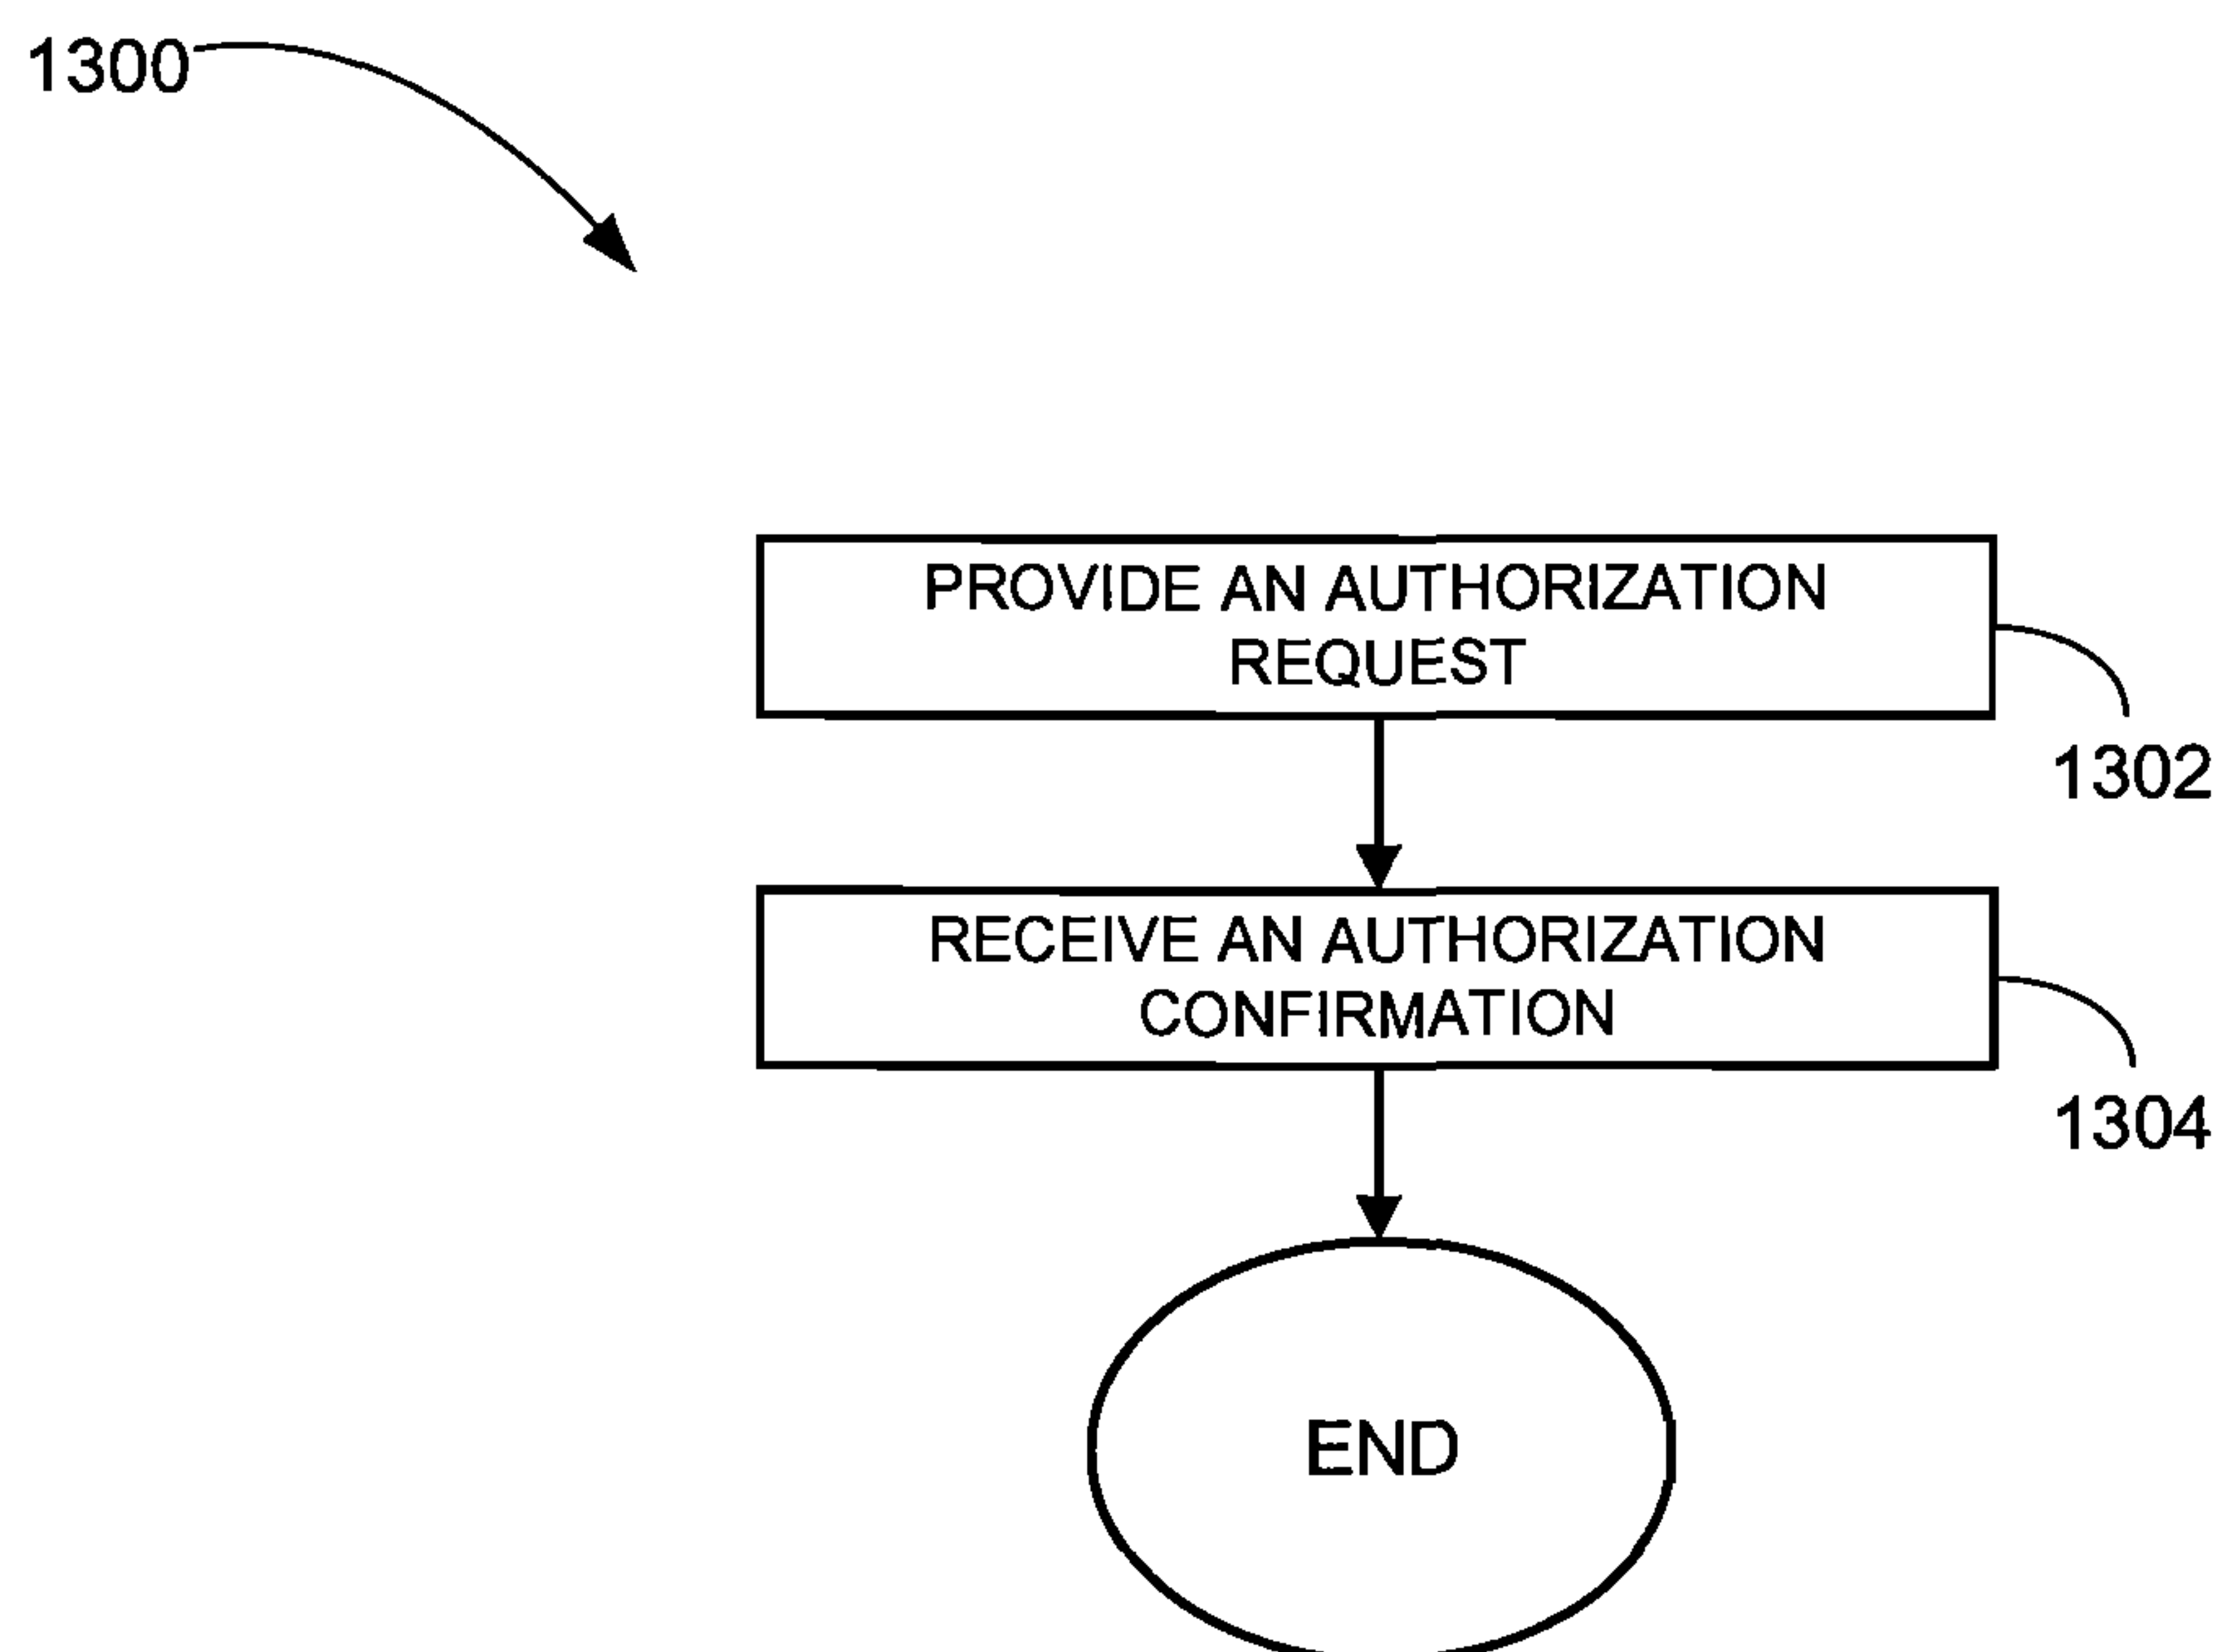 1300
PROVIDE AN AUTHORIZATION
REQUEST
1302
RECEIVE AN AUTHORIZATION
CONFIRMATION
1304
END